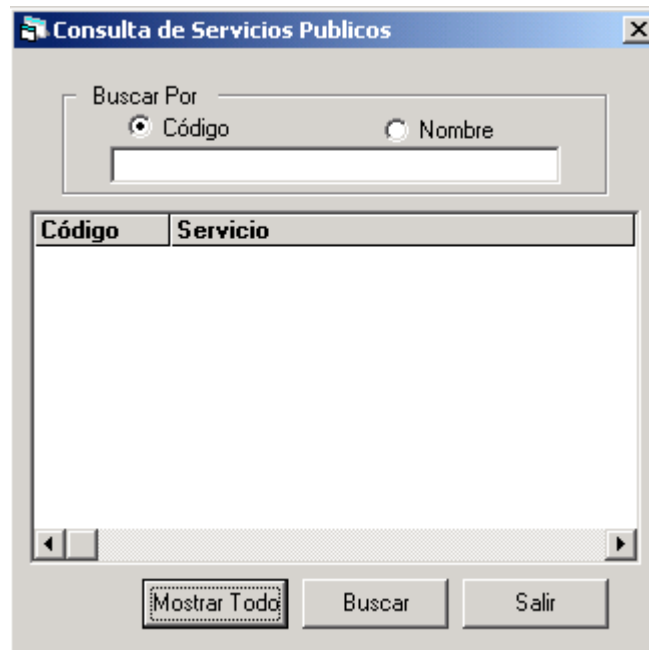 Consulta de Servicios Publicos
Buscar Por
Código Nombre
Código Servicio
Mostrar Todo Buscar Salir